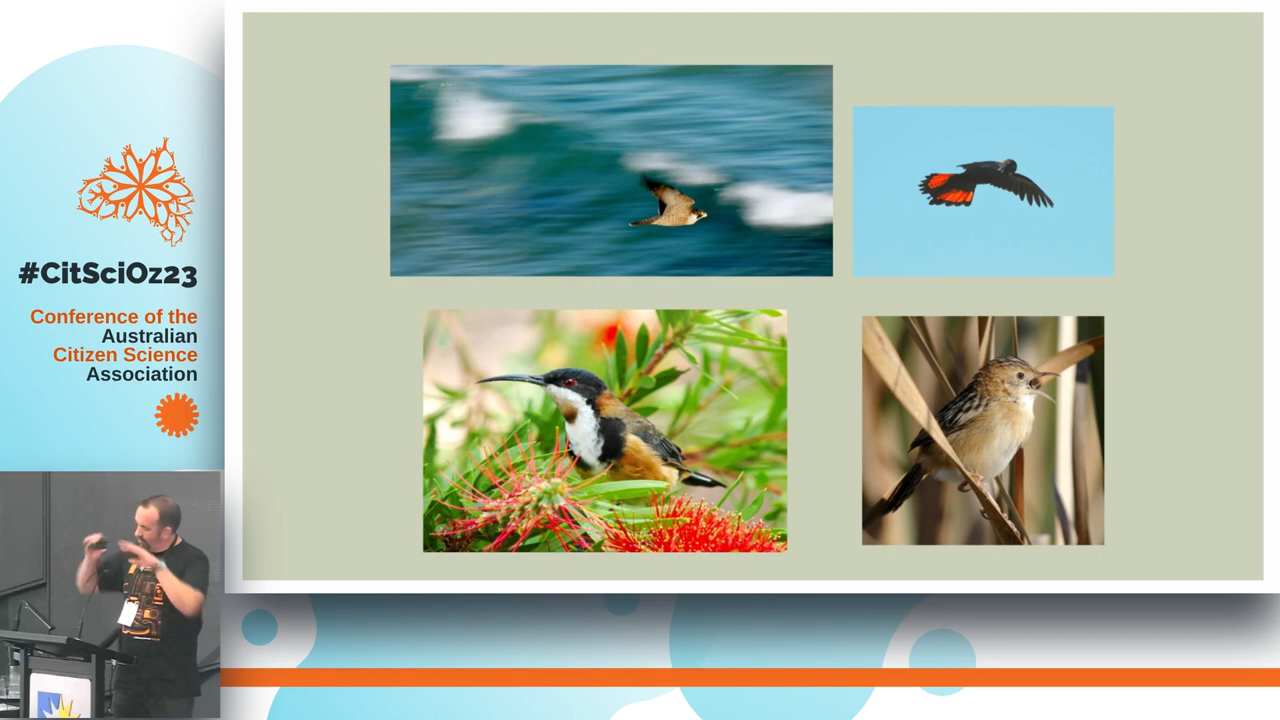 #CitSciOz23
Conference of the
Australian
Citizen Science
Association